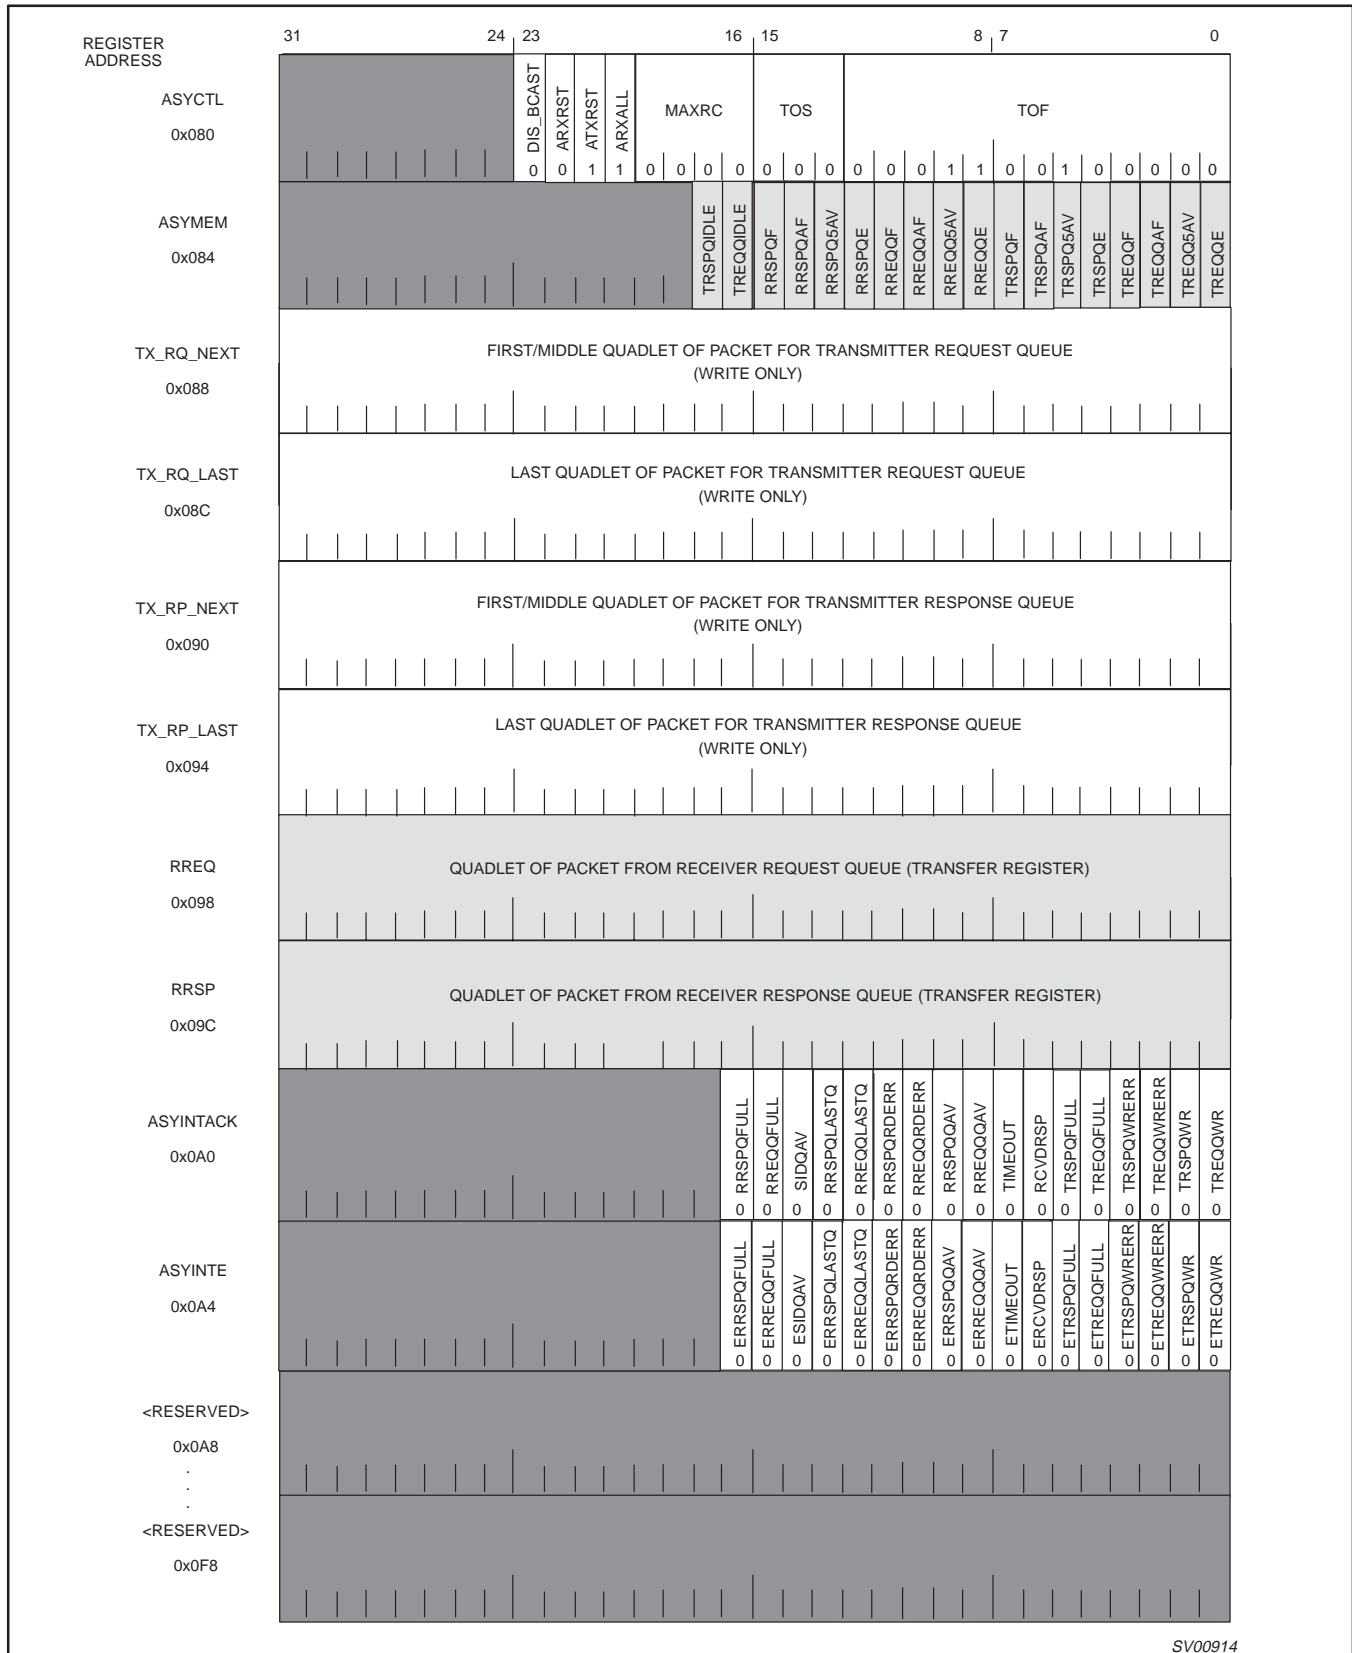 REGISTER
ADDRESS
31 24 23 16 15 8 7 0
ASYCTL
0x080
DIS_BCAST ARXRST ATXRST ARXALL MAXRC TOS TOF
0 0 1 1 0 0 0 0 0 0 0 0 0 0 1 1 0 0 1 0 0 0 0 0
ASYMEM
0x084
TRSPQIDLE TREQQIDLE RRSPQF RRSPQAF RRSPQ5AV RRSPQE RREQQF RREQQAF RREQQ5AV RREQQE TRSPQF TRSPQAF TRSPQ5AV TRSPQE TREQQF TREQQAF TREQQ5AV TREQQE
TX_RQ_NEXT
0x088
FIRST/MIDDLE QUADLET OF PACKET FOR TRANSMITTER REQUEST QUEUE
(WRITE ONLY)
TX_RQ_LAST
0x08C
LAST QUADLET OF PACKET FOR TRANSMITTER REQUEST QUEUE
(WRITE ONLY)
TX_RP_NEXT
0x090
FIRST/MIDDLE QUADLET OF PACKET FOR TRANSMITTER RESPONSE QUEUE
(WRITE ONLY)
TX_RP_LAST
0x094
LAST QUADLET OF PACKET FOR TRANSMITTER RESPONSE QUEUE
(WRITE ONLY)
RREQ
0x098
QUADLET OF PACKET FROM RECEIVER REQUEST QUEUE (TRANSFER REGISTER)
RRSP
0x09C
QUADLET OF PACKET FROM RECEIVER RESPONSE QUEUE (TRANSFER REGISTER)
ASYINTACK
0x0A0
RRSPQFULL RREQQFULL SIDQAV RRSPQLASTQ RREQQLASTQ RRSPQRDERR RREQQRDERR RRSPQQAV RREQQQAV TIMEOUT RCVDRSP TRSPQFULL TREQQFULL TRSPQWRERR TREQQWRERR TRSPQWR TREQQWR
0 0 0 0 0 0 0 0 0 0 0 0 0 0 0 0 0
ASYINTE
0x0A4
ERRSPQFULL ERREQQFULL ESIDQAV ERRSPQLASTQ ERREQQLASTQ ERRSPQRDERR ERREQQRDERR ERRSPQQAV ERREQQQAV ETIMEOUT ERCVDRSP ETRSPQFULL ETREQQFULL ETRSPQWRERR ETREQQWRERR ETRSPQWR ETREQQWR
0 0 0 0 0 0 0 0 0 0 0 0 0 0 0 0 0
<RESERVED>
0x0A8
.
.
.
<RESERVED>
0x0F8
SV00914